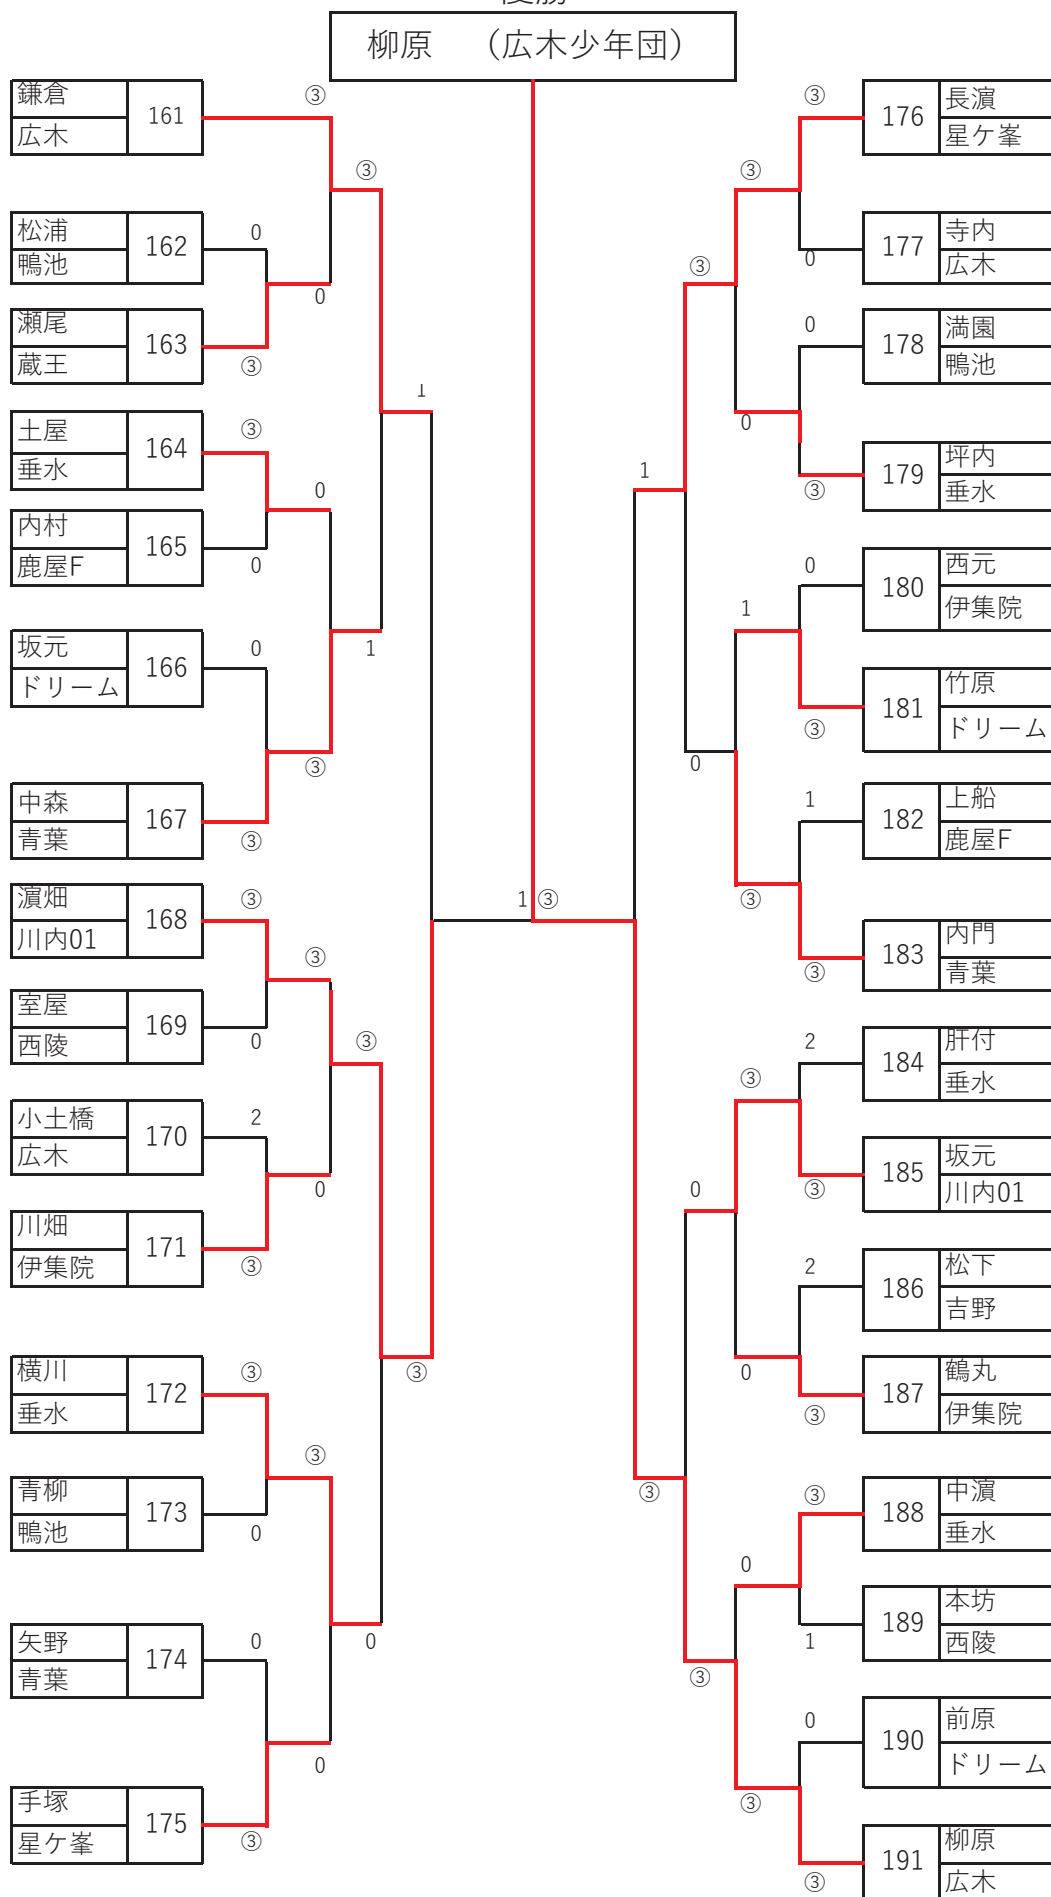 柳原 （広木少年団）
鎌倉
広木
161
③
③
松浦
鴨池
162
0
0
瀬尾
蔵王
163
③
1
土屋
垂水
164
③
0
内村
鹿屋F
165
0
坂元
ドリーム
166
0
1
③
中森
青葉
167
③
濵畑
川内01
168
③
③
室屋
西陵
169
0
③
小土橋
広木
170
2
0
川畑
伊集院
171
③
横川
垂水
172
③
③
③
青柳
鴨池
173
0
矢野
青葉
174
0
0
0
手塚
星ケ峯
175
③
1
③
③
176
長濵
星ケ峯
③
0
177
寺内
広木
③
0
178
満園
鴨池
0
1
③
179
坪内
垂水
0
180
西元
伊集院
1
③
181
竹原
ドリーム
0
1
182
上船
鹿屋F
③
③
183
内門
青葉
2
184
肝付
垂水
③
③
185
坂元
川内01
0
2
186
松下
吉野
0
③
187
鶴丸
伊集院
③
③
188
中濵
垂水
0
1
189
本坊
西陵
③
0
190
前原
ドリーム
③
③
191
柳原
広木